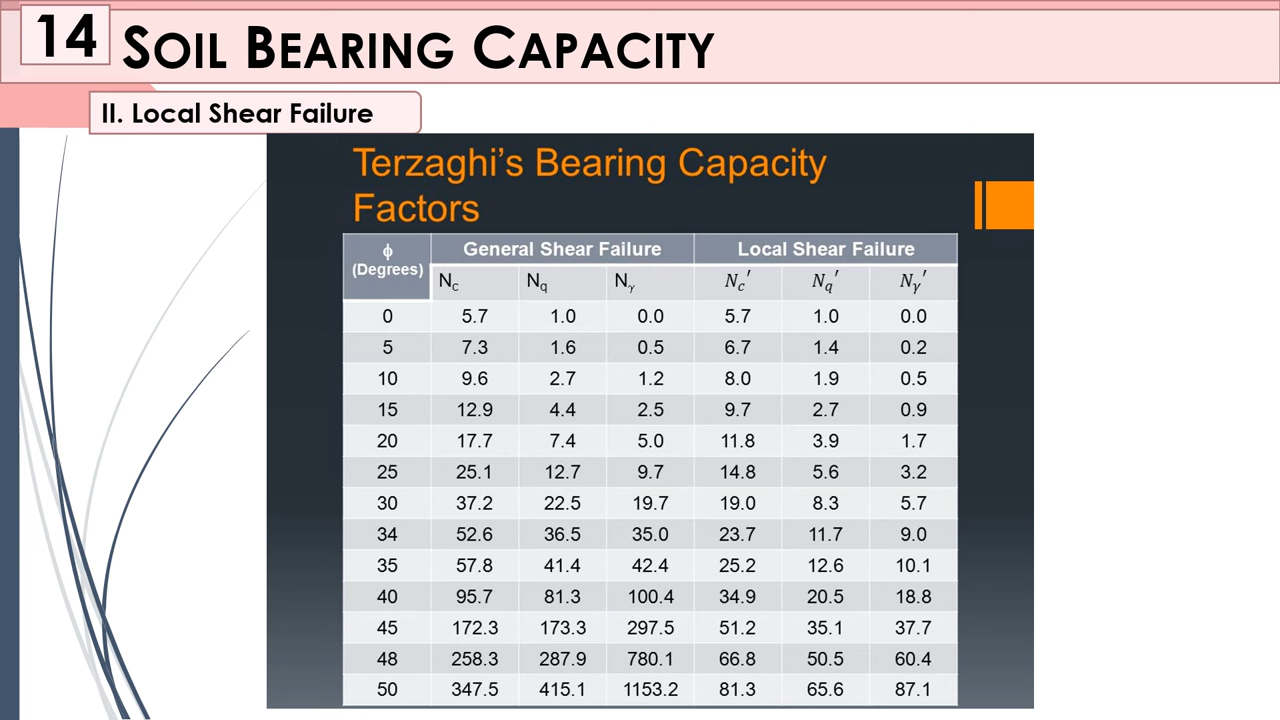 14 SOIL BEARING CAPACITY
II. Local Shear Failure
Terzaghi’s Bearing Capacity
Factors
ϕ (Degrees) General Shear Failure Local Shear Failure
Nc Nq Nγ Nc′ Nq′ Nγ′
0 5.7 1.0 0.0 5.7 1.0 0.0
5 7.3 1.6 0.5 6.7 1.4 0.2
10 9.6 2.7 1.2 8.0 1.9 0.5
15 12.9 4.4 2.5 9.7 2.7 0.9
20 17.7 7.4 5.0 11.8 3.9 1.7
25 25.1 12.7 9.7 14.8 5.6 3.2
30 37.2 22.5 19.7 19.0 8.3 5.7
34 52.6 36.5 35.0 23.7 11.7 9.0
35 57.8 41.4 42.4 25.2 12.6 10.1
40 95.7 81.3 100.4 34.9 20.5 18.8
45 172.3 173.3 297.5 51.2 35.1 37.7
48 258.3 287.9 780.1 66.8 50.5 60.4
50 347.5 415.1 1153.2 81.3 65.6 87.1